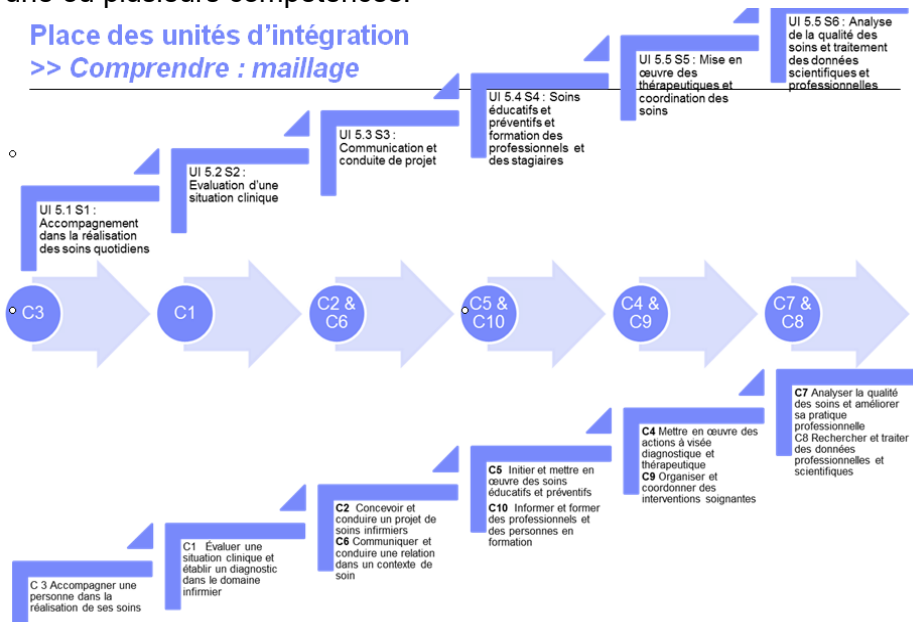 une ou plusieurs compétences.
Place des unités d'intégration
>> Comprendre : maillage
UI 5.1 S1 :
Accompagnement
dans la réalisation
des soins quotidiens
UI 5.2 S2 :
Evaluation d'une
situation clinique
UI 5.3 S3 :
Communication et
conduite de projet
UI 5.4 S4 : Soins
éducatifs et
préventifs et
formation des
professionnels et
des stagiaires
UI 5.5 S5 : Mise en
œuvre des
thérapeutiques et
coordination des
soins
UI 5.5 S6 : Analyse
de la qualité des
soins et traitement
des données
scientifiques et
professionnelles
C3
C1
C2 &
C6
C5 &
C10
C4 &
C9
C7 &
C8
C 3 Accompagner une
personne dans la
réalisation de ses soins
C1 Évaluer une
situation clinique et
établir un diagnostic
dans le domaine
infirmier
C2 Concevoir et
conduire un projet de
soins infirmiers
C6 Communiquer et
conduire une relation
dans un contexte de
soin
C5 Initier et mettre en
œuvre des soins
éducatifs et préventifs
C10 Informer et former
des professionnels et
des personnes en
formation
C4 Mettre en œuvre des
actions à visée
diagnostique et
thérapeutique
C9 Organiser et
coordonner des
interventions soignantes
C7 Analyser la qualité
des soins et améliorer
sa pratique
professionnelle
C8 Rechercher et traiter
des données
professionnelles et
scientifiques